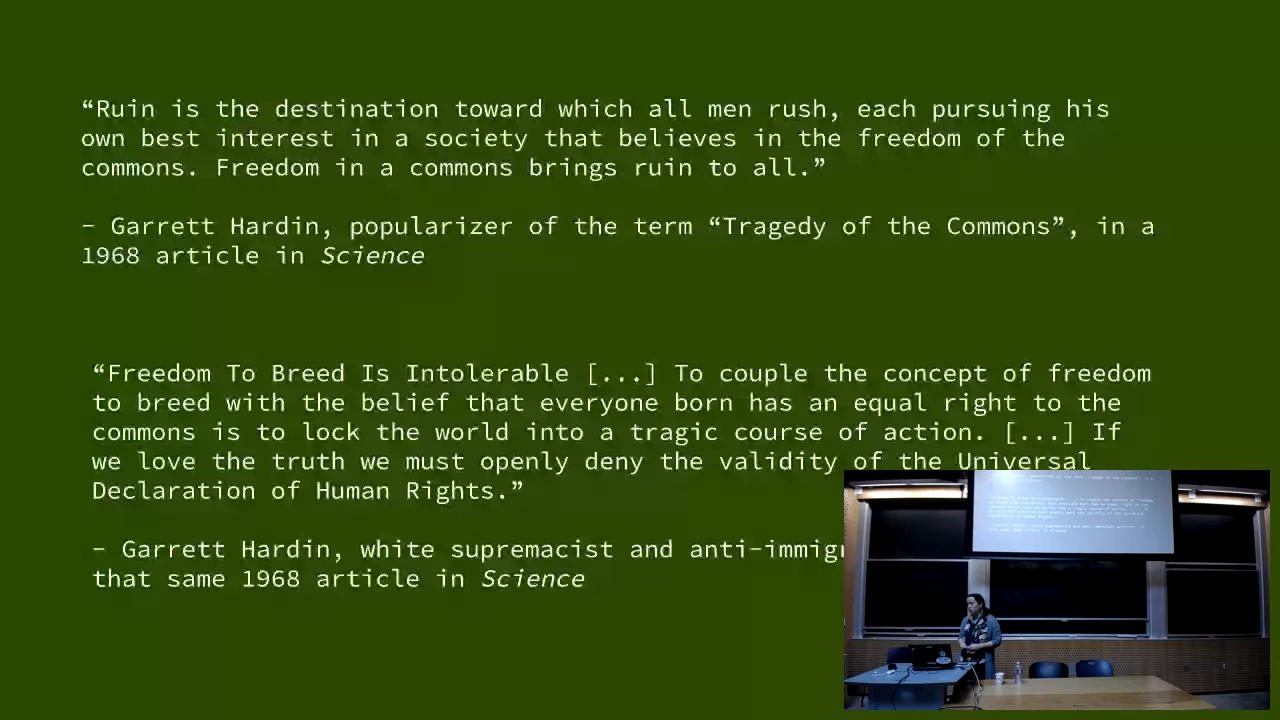 “Ruin is the destination toward which all men rush, each pursuing his
own best interest in a society that believes in the freedom of the
commons. Freedom in a commons brings ruin to all.”
– Garrett Hardin, popularizer of the term “Tragedy of the Commons”, in a
1968 article in Science
“Freedom To Breed Is Intolerable [...] To couple the concept of freedom
to breed with the belief that everyone born has an equal right to the
commons is to lock the world into a tragic course of action. [...] If
we love the truth we must openly deny the validity of the Universal
Declaration of Human Rights.”
– Garrett Hardin, white supremacist and
that same 1968 article in Science